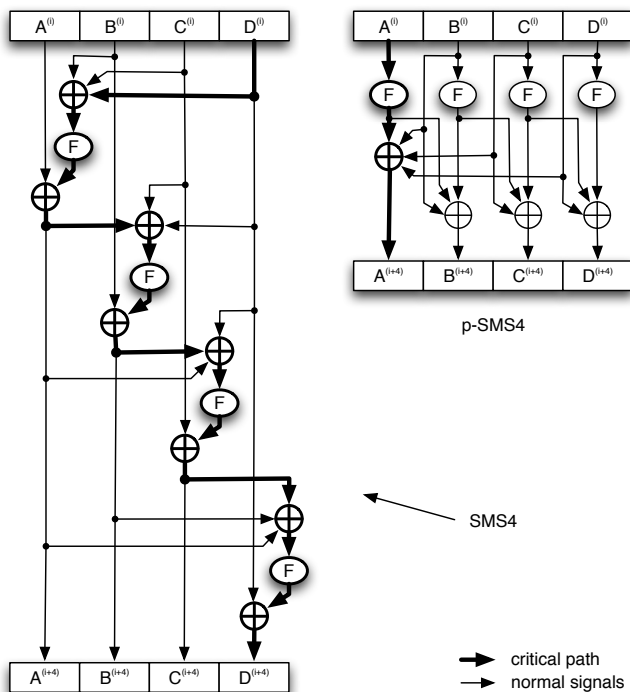 A(i) B(i) C(i) D(i)
F
F
F
F
A(i+4) B(i+4) C(i+4) D(i+4)
A(i) B(i) C(i) D(i)
F F F F
A(i+4) B(i+4) C(i+4) D(i+4)
p-SMS4
SMS4
critical path
normal signals